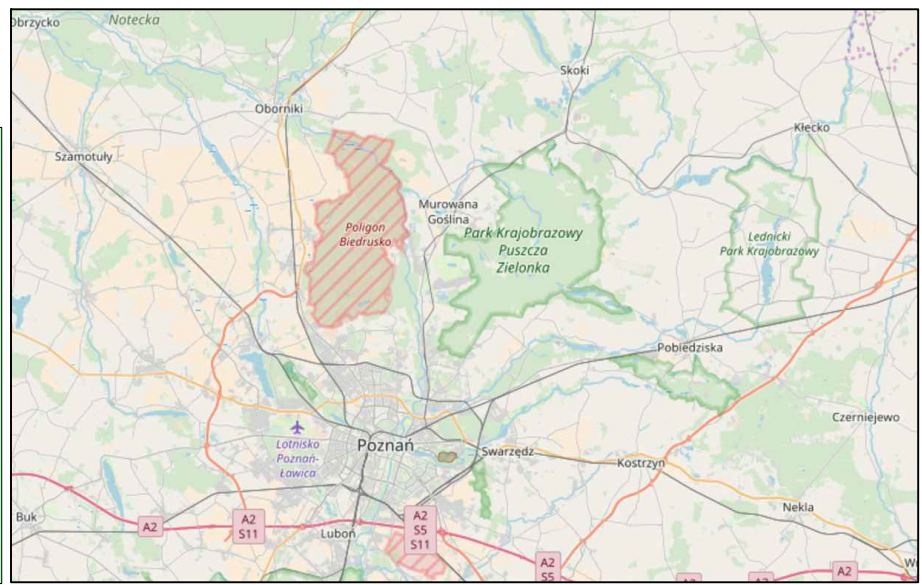 Obrzycko
Notecka
Skoki
Oborniki
Kłecko
Szamotuły
Murowana
Goślina
Poligon
Biedrusko
Park Krajobrazowy
Puszcza
Zielonka
Lednicki
Park Krajobrazowy
Pobiedziska
Czerniejewo
Poznań
Lotnisko
Poznań-
Ławica
Swarzędz
Kostrzyn
Nekla
Buk
A2
A2
S11
Luboń
A2
S5
S11
A2
S5
A2
W